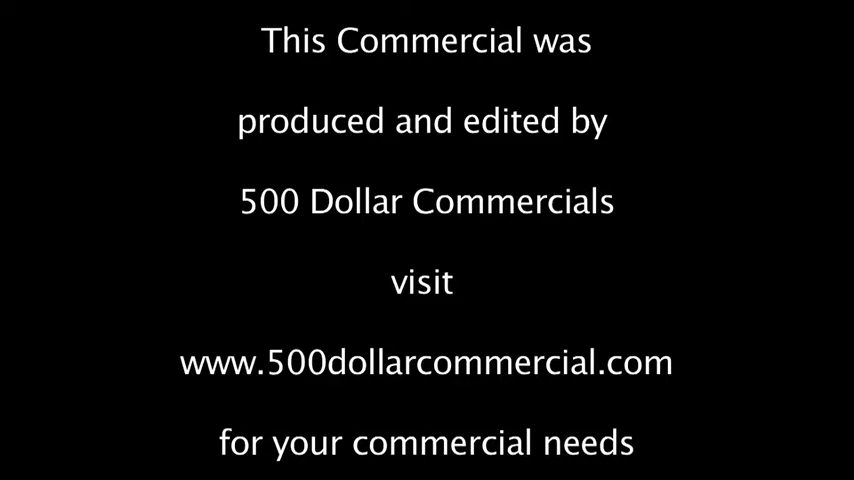 This Commercial was
produced and edited by
500 Dollar Commercials
visit
www.500dollarcommercial.com
for your commercial needs